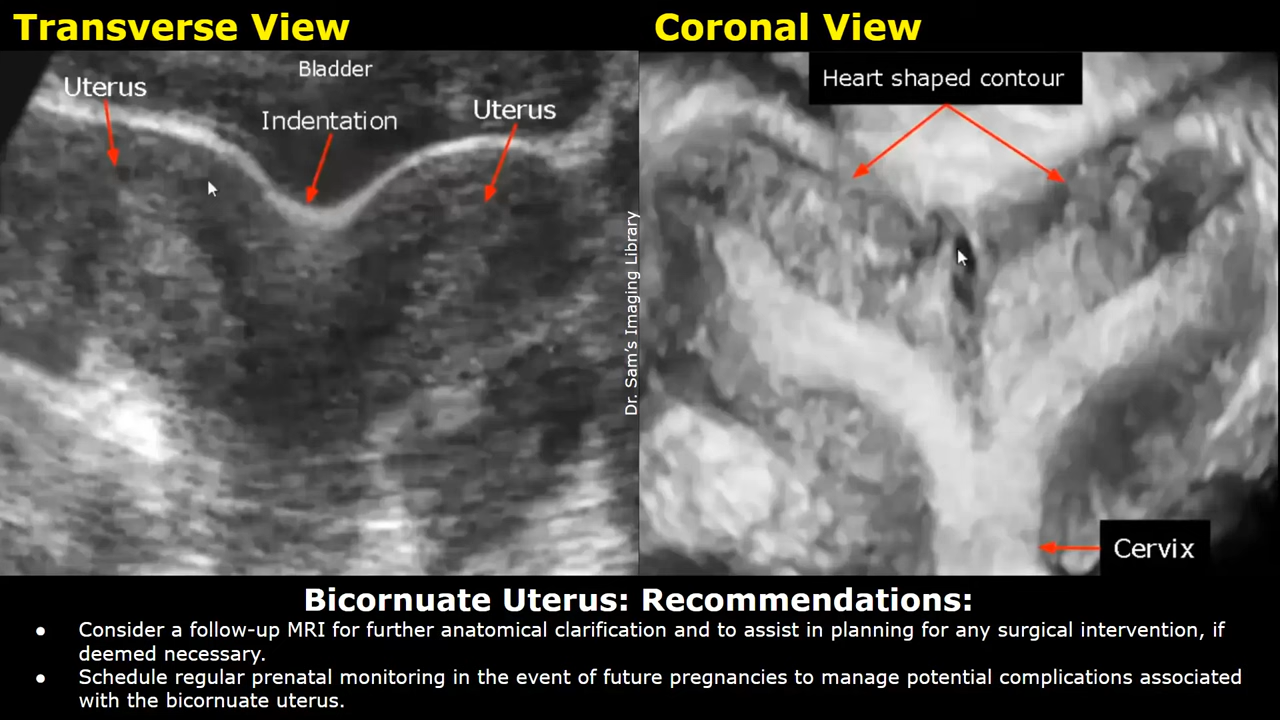 Transverse View
Coronal View
Bladder
Heart shaped contour
Uterus
Uterus
Indentation
Dr. Sam's Imaging Library
Cervix
Bicornuate Uterus: Recommendations:
● Consider a follow-up MRI for further anatomical clarification and to assist in planning for any surgical intervention, if
deemed necessary.
● Schedule regular prenatal monitoring in the event of future pregnancies to manage potential complications associated
with the bicornuate uterus.